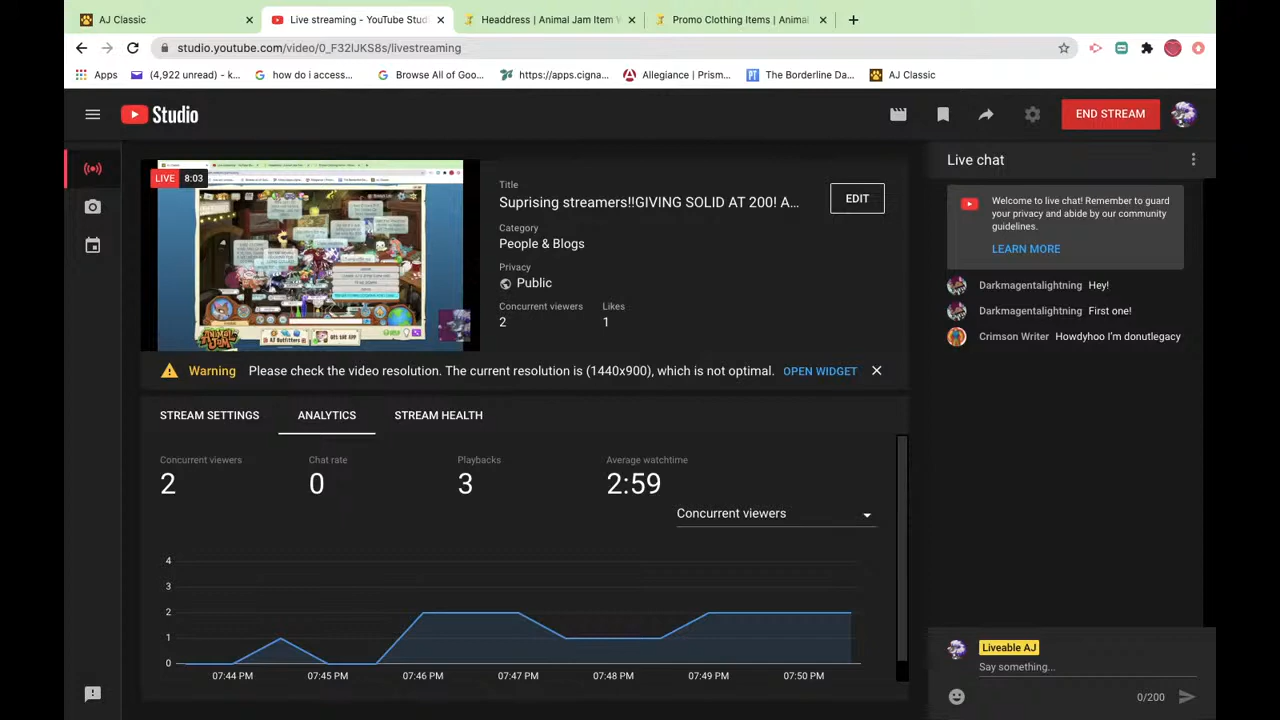 AJ Classic
Live streaming - YouTube Stud
Headdress | Animal Jam Item W
Promo Clothing Items | Animal
studio.youtube.com/video/0_F32IJKS8s/livestreaming
Apps
(4,922 unread) - k...
how do i access...
Browse All of Goo...
https://apps.cigna...
Allegiance | Prism...
The Borderline Da...
AJ Classic
Studio
END STREAM
LIVE 8:03
Title
Suprising streamers!!GIVING SOLID AT 200! A...
EDIT
Category
People & Blogs
Privacy
Public
Concurrent viewers
Likes
2
1
Warning Please check the video resolution. The current resolution is (1440x900), which is not optimal. OPEN WIDGET
STREAM SETTINGS
ANALYTICS
STREAM HEALTH
Concurrent viewers
Chat rate
Playbacks
Average watchtime
2
0
3
2:59
Concurrent viewers
4
3
2
1
0
07:44 PM
07:45 PM
07:46 PM
07:47 PM
07:48 PM
07:49 PM
07:50 PM
Live chat
Welcome to live chat! Remember to guard
your privacy and abide by our community
guidelines.
LEARN MORE
Darkmagentalightning Hey!
Darkmagentalightning First one!
Crimson Writer Howdyhoo I'm donutlegacy
Liveable AJ
Say something...
0/200